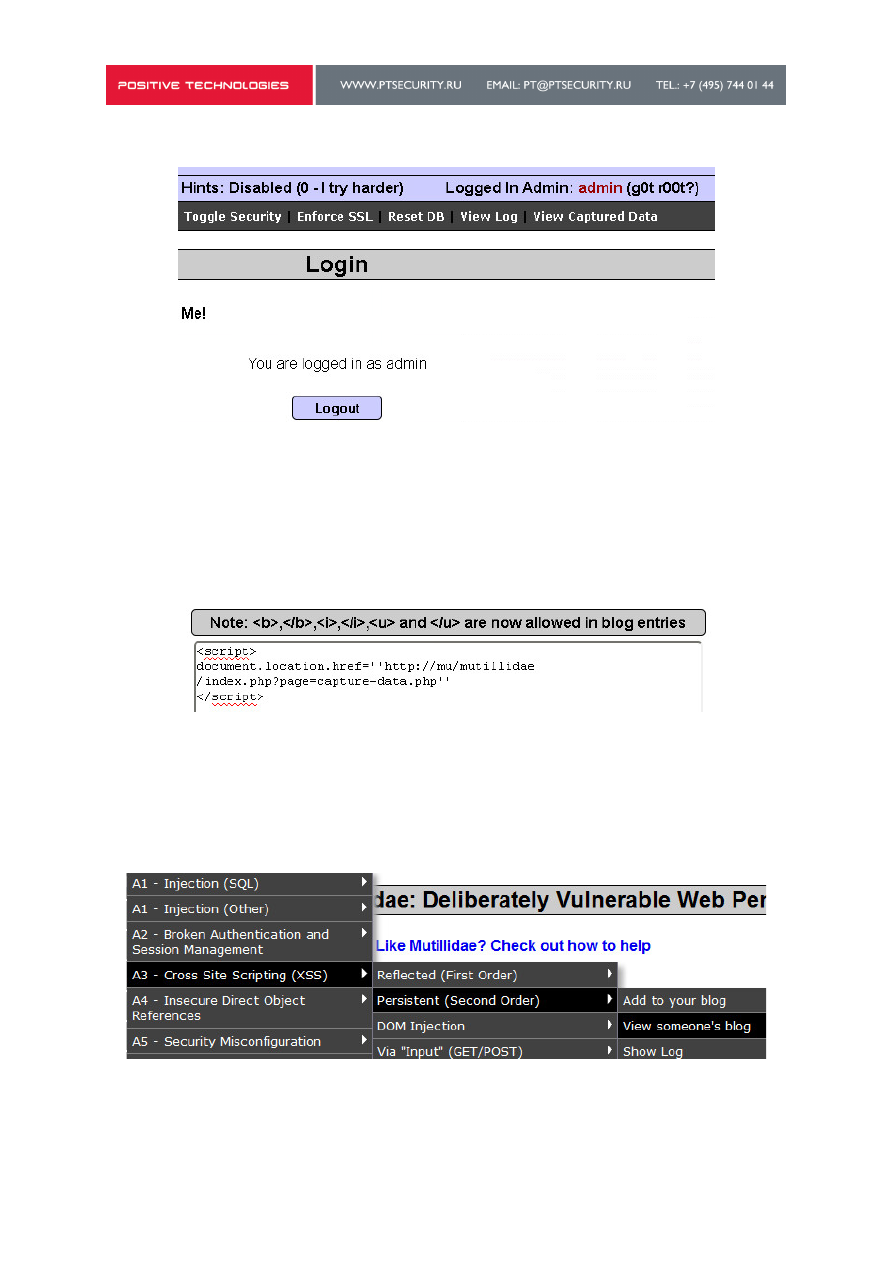 POSITIVE TECHNOLOGIES WWW.PTSECURITY.RU EMAIL: PT@PTSECURITY.RU TEL.: +7 (495) 744 01 44
Hints: Disabled (0 - I try harder) Logged In Admin: admin (g0t r00t?)
Toggle Security | Enforce SSL | Reset DB | View Log | View Captured Data
Login
Me!
You are logged in as admin
Logout
Note: <b>,</b>,<i>,</i>,<u> and </u> are now allowed in blog entries
<script>
document.location.href=''http://mu/mutillidae
/index.php?page=capture-data.php''
</script>
A1 - Injection (SQL)
A1 - Injection (Other)
A2 - Broken Authentication and
Session Management
A3 - Cross Site Scripting (XSS)
A4 - Insecure Direct Object
References
A5 - Security Misconfiguration
dae: Deliberately Vulnerable Web Per
Like Mutillidae? Check out how to help
Reflected (First Order)
Persistent (Second Order)
DOM Injection
Via "Input" (GET/POST)
Add to your blog
View someone's blog
Show Log